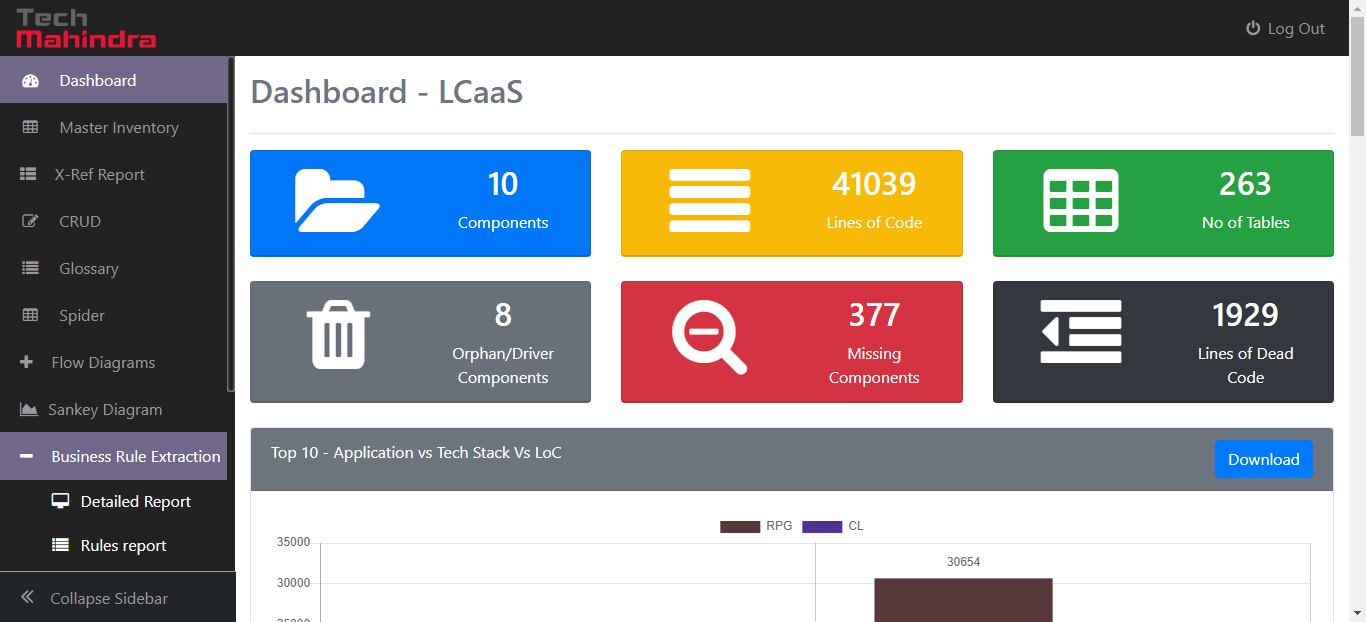 Tech
Mahindra
Log Out
Dashboard
Master Inventory
X-Ref Report
CRUD
Glossary
Spider
Flow Diagrams
Sankey Diagram
Business Rule Extraction
Detailed Report
Rules report
Collapse Sidebar
Dashboard - LCaaS
10
Components
41039
Lines of Code
263
No of Tables
8
Orphan/Driver
Components
377
Missing
Components
1929
Lines of Dead
Code
Top 10 - Application vs Tech Stack Vs LoC
Download
RPG CL
35000
30654
30000
25000